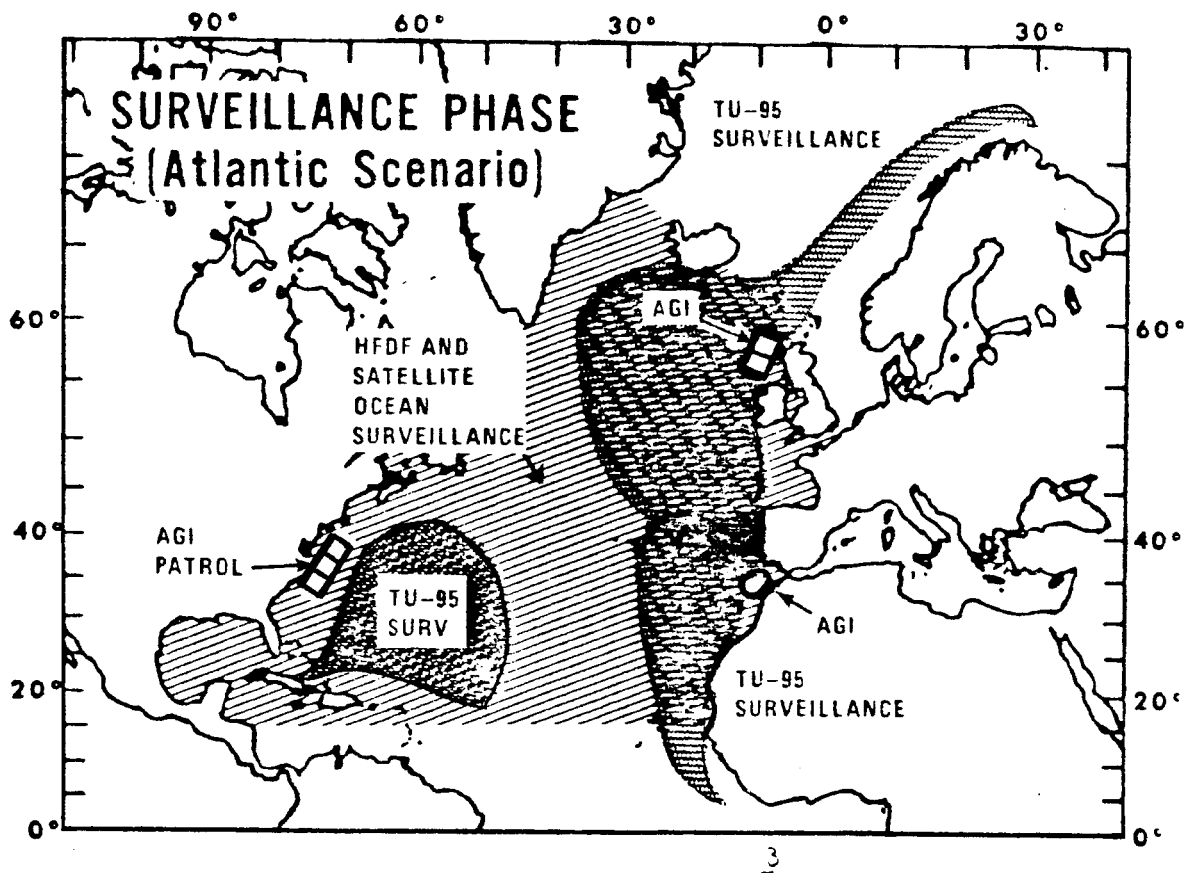 90° 60° 30° 0° 30°
SURVEILLANCE PHASE
(Atlantic Scenario)
TU-95
SURVEILLANCE
AGI
60°
60°
HFDF AND
SATELLITE
OCEAN
SURVEILLANCE
40°
40°
AGI
PATROL
TU-95
SURV
AGI
20°
20°
TU-95
SURVEILLANCE
0°
0°
3